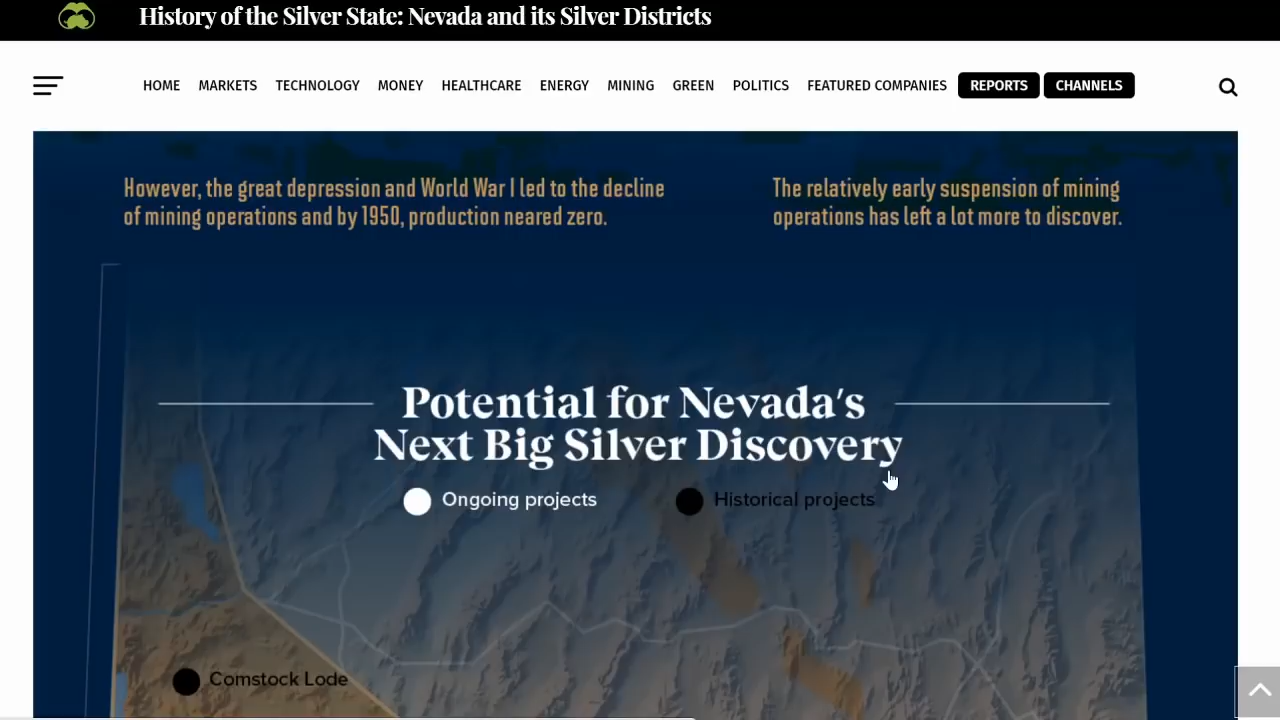 History of the Silver State: Nevada and its Silver Districts
HOME MARKETS TECHNOLOGY MONEY HEALTHCARE ENERGY MINING GREEN POLITICS FEATURED COMPANIES REPORTS CHANNELS
However, the great depression and World War I led to the decline
of mining operations and by 1950, production neared zero.
The relatively early suspension of mining
operations has left a lot more to discover.
Potential for Nevada's
Next Big Silver Discovery
Ongoing projects
Historical projects
Comstock Lode